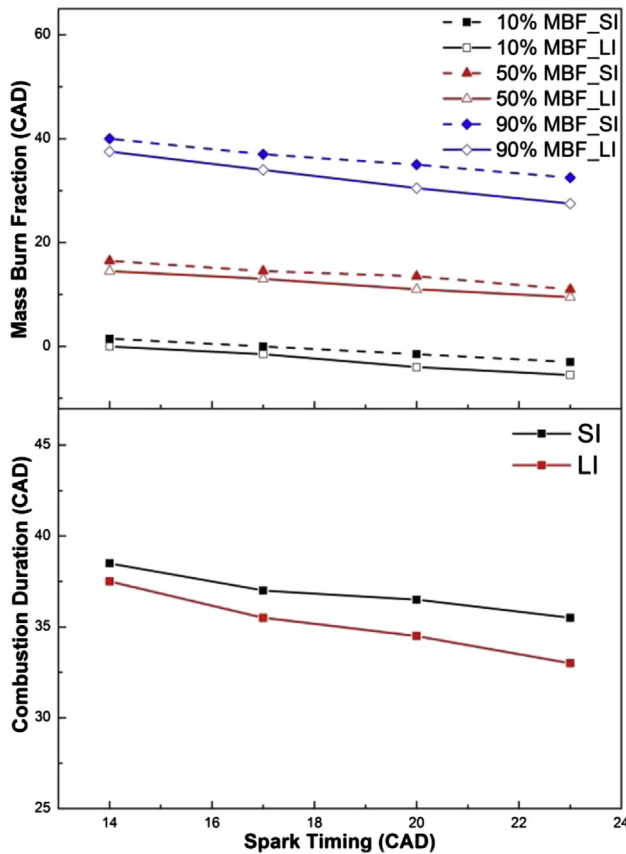 60
40
20
0
Mass Burn Fraction (CAD)
10% MBF_SI
10% MBF_LI
50% MBF_SI
50% MBF_LI
90% MBF_SI
90% MBF_LI
45
40
35
30
25
Combustion Duration (CAD)
SI
LI
14 16 18 20 22 24
Spark Timing (CAD)